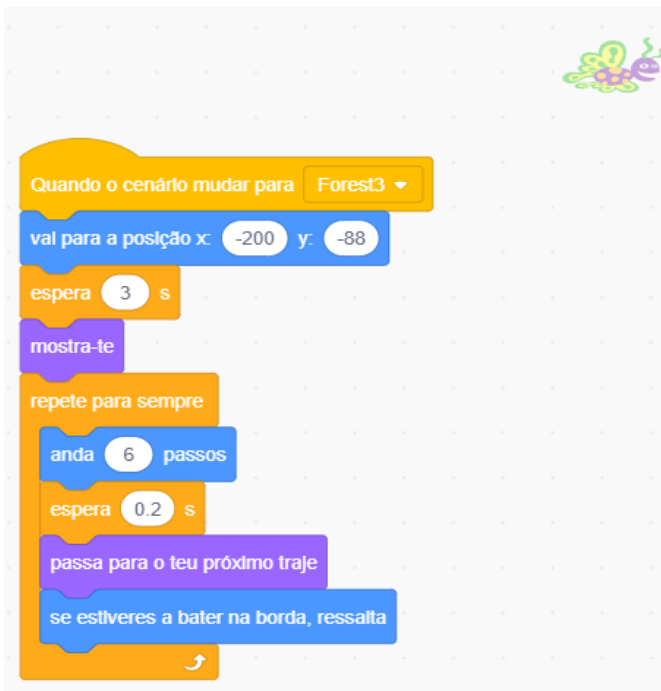 Quando o cenário mudar para Forest3
vai para a posição x: -200 y: -88
espera 3 s
mostra-te
repete para sempre
anda 6 passos
espera 0.2 s
passa para o teu próximo traje
se estiveres a bater na borda, ressalta